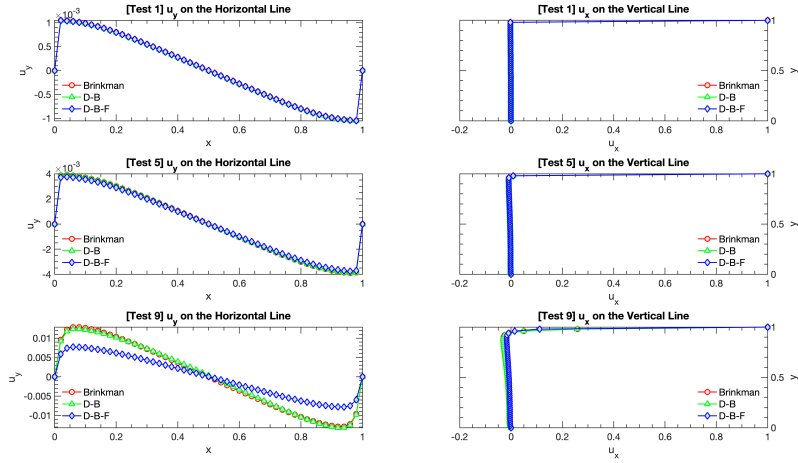 [Test 1] u_y on the Horizontal Line
×10^-3
1
0.5
0
-0.5
-1
u_y
Brinkman
D-B
D-B-F
0 0.2 0.4 0.6 0.8 1
x
[Test 1] u_x on the Vertical Line
1
0.5
0
y
Brinkman
D-B
D-B-F
-0.2 0 0.2 0.4 0.6 0.8 1
u_x
[Test 5] u_y on the Horizontal Line
×10^-3
4
2
0
-2
-4
u_y
Brinkman
D-B
D-B-F
0 0.2 0.4 0.6 0.8 1
x
[Test 5] u_x on the Vertical Line
1
0.5
0
y
Brinkman
D-B
D-B-F
-0.2 0 0.2 0.4 0.6 0.8 1
u_x
[Test 9] u_y on the Horizontal Line
0.01
0.005
0
-0.005
-0.01
u_y
Brinkman
D-B
D-B-F
0 0.2 0.4 0.6 0.8 1
x
[Test 9] u_x on the Vertical Line
1
0.5
0
y
Brinkman
D-B
D-B-F
-0.2 0 0.2 0.4 0.6 0.8 1
u_x